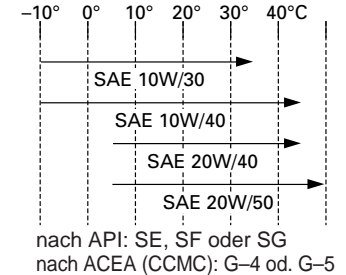 –10° 0° 10° 20° 30° 40°C
SAE 10W/30
SAE 10W/40
SAE 20W/40
SAE 20W/50
nach API: SE, SF oder SG
nach ACEA (CCMC): G–4 od. G–5